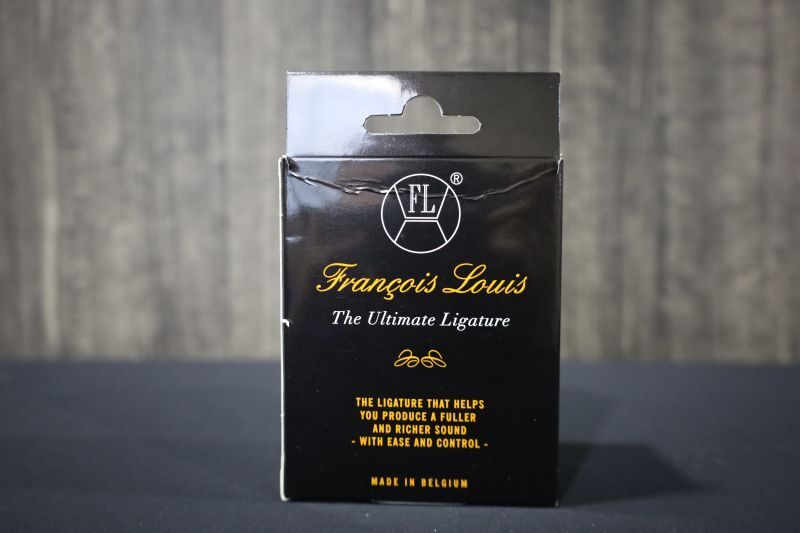 FL ®
François Louis
The Ultimate Ligature
THE LIGATURE THAT HELPS
YOU PRODUCE A FULLER
AND RICHER SOUND
- WITH EASE AND CONTROL -
MADE IN BELGIUM